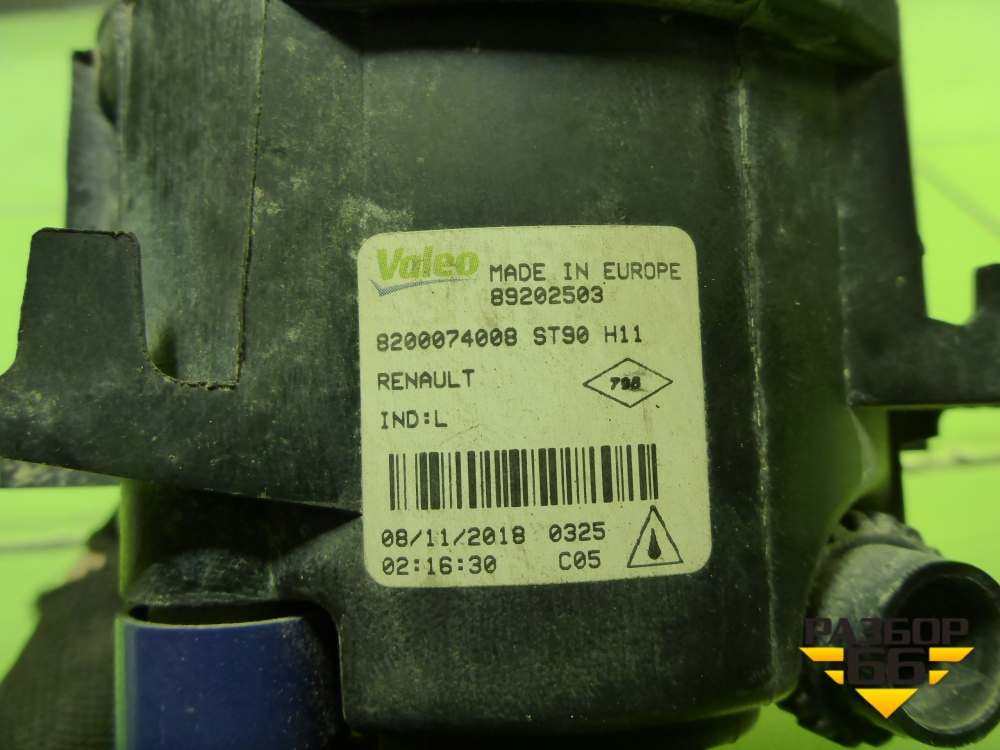 Valeo MADE IN EUROPE
89202503
8200074008 ST90 H11
RENAULT
IND:L
08/11/2018 0325
02:16:30 C05
РАЗБОР
66